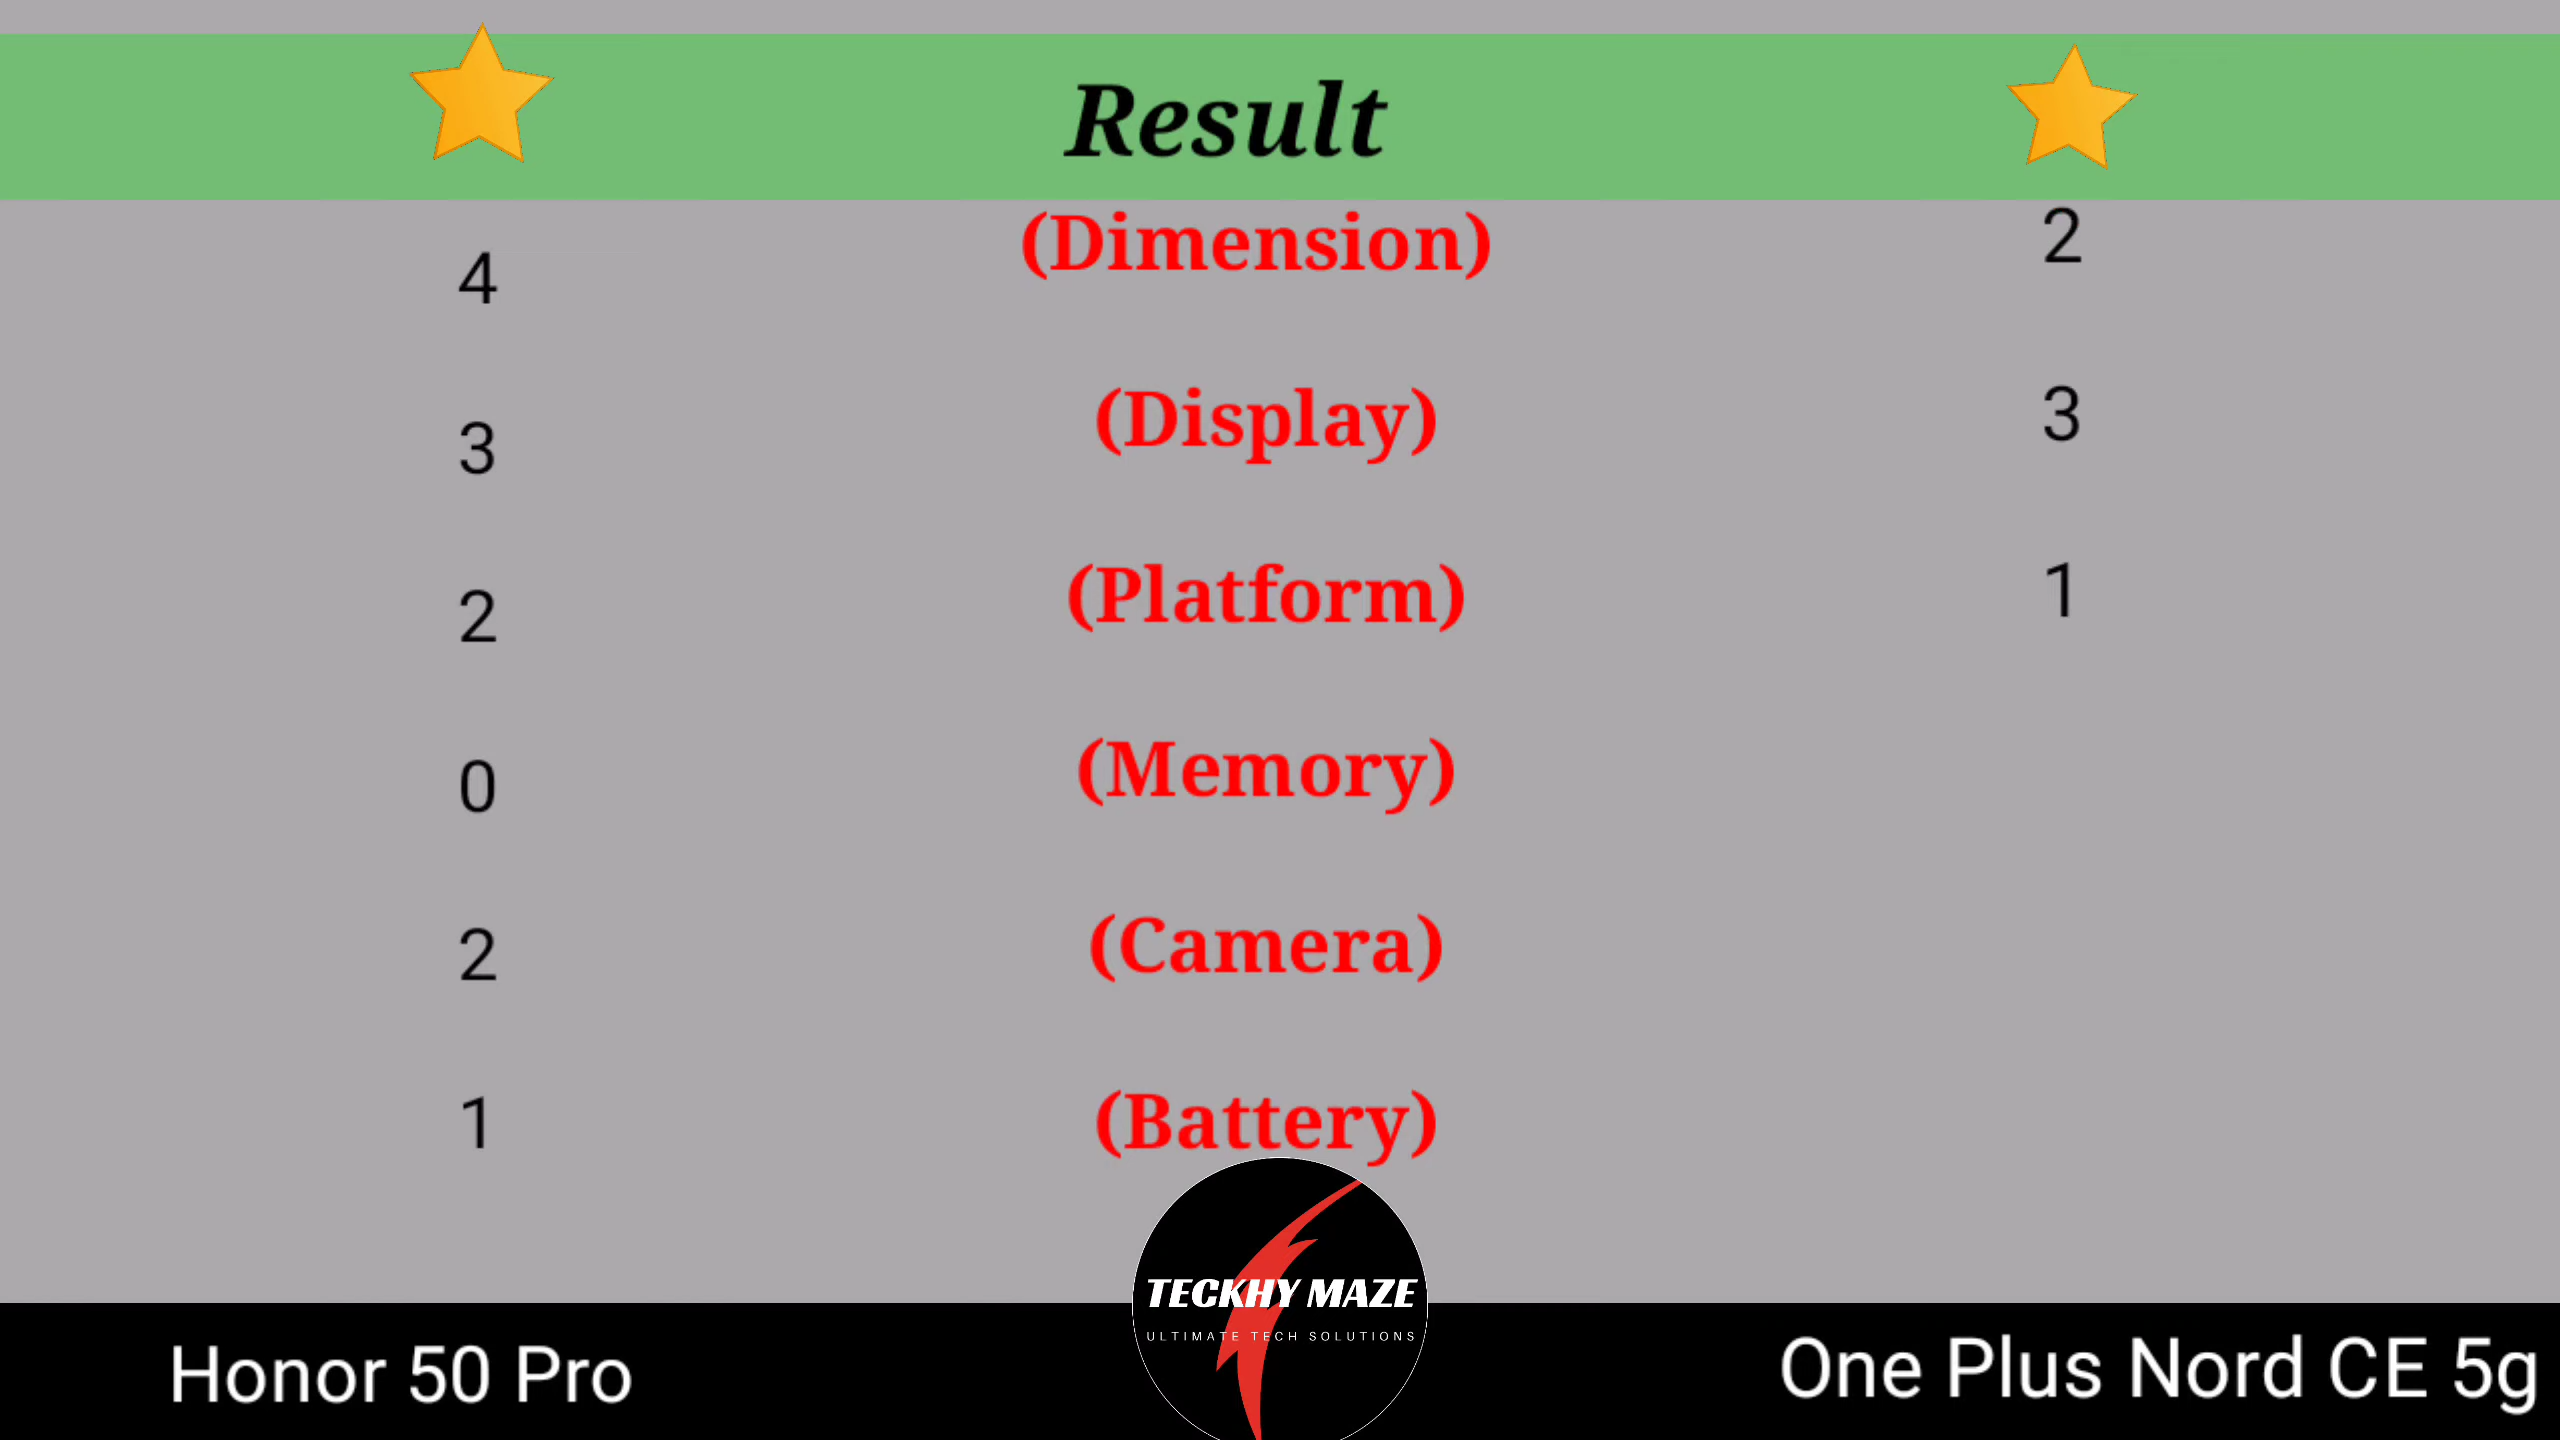 Result
4 (Dimension) 2
3 (Display) 3
2 (Platform) 1
0 (Memory)
2 (Camera)
1 (Battery)
TECKHY MAZE
ULTIMATE TECH SOLUTIONS
Honor 50 Pro
One Plus Nord CE 5g